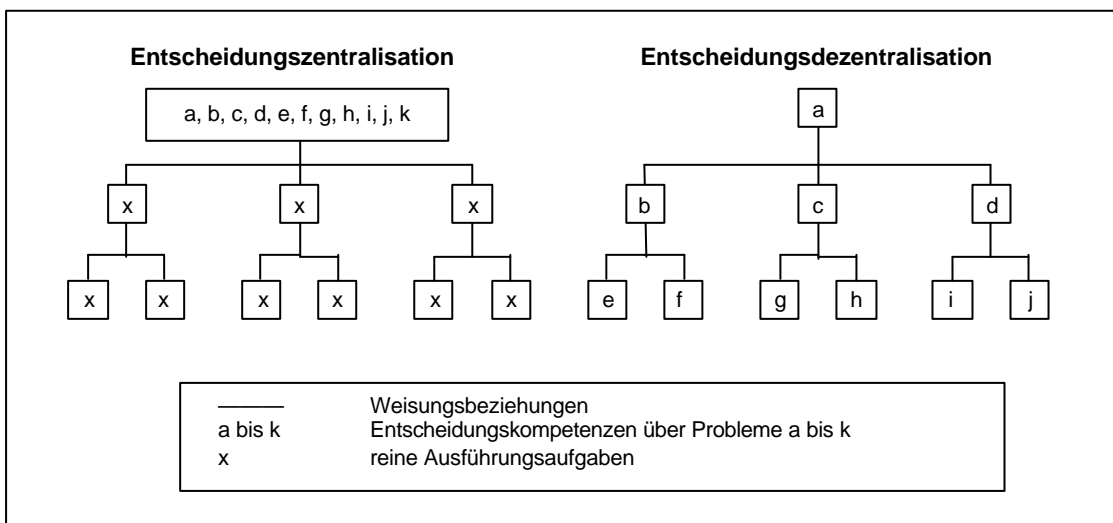 Entscheidungszentralisation
a, b, c, d, e, f, g, h, i, j, k
x x x
x x x x x x
Entscheidungsdezentralisation
a
b c d
e f g h i j
——— Weisungsbeziehungen
a bis k Entscheidungskompetenzen über Probleme a bis k
x reine Ausführungsaufgaben